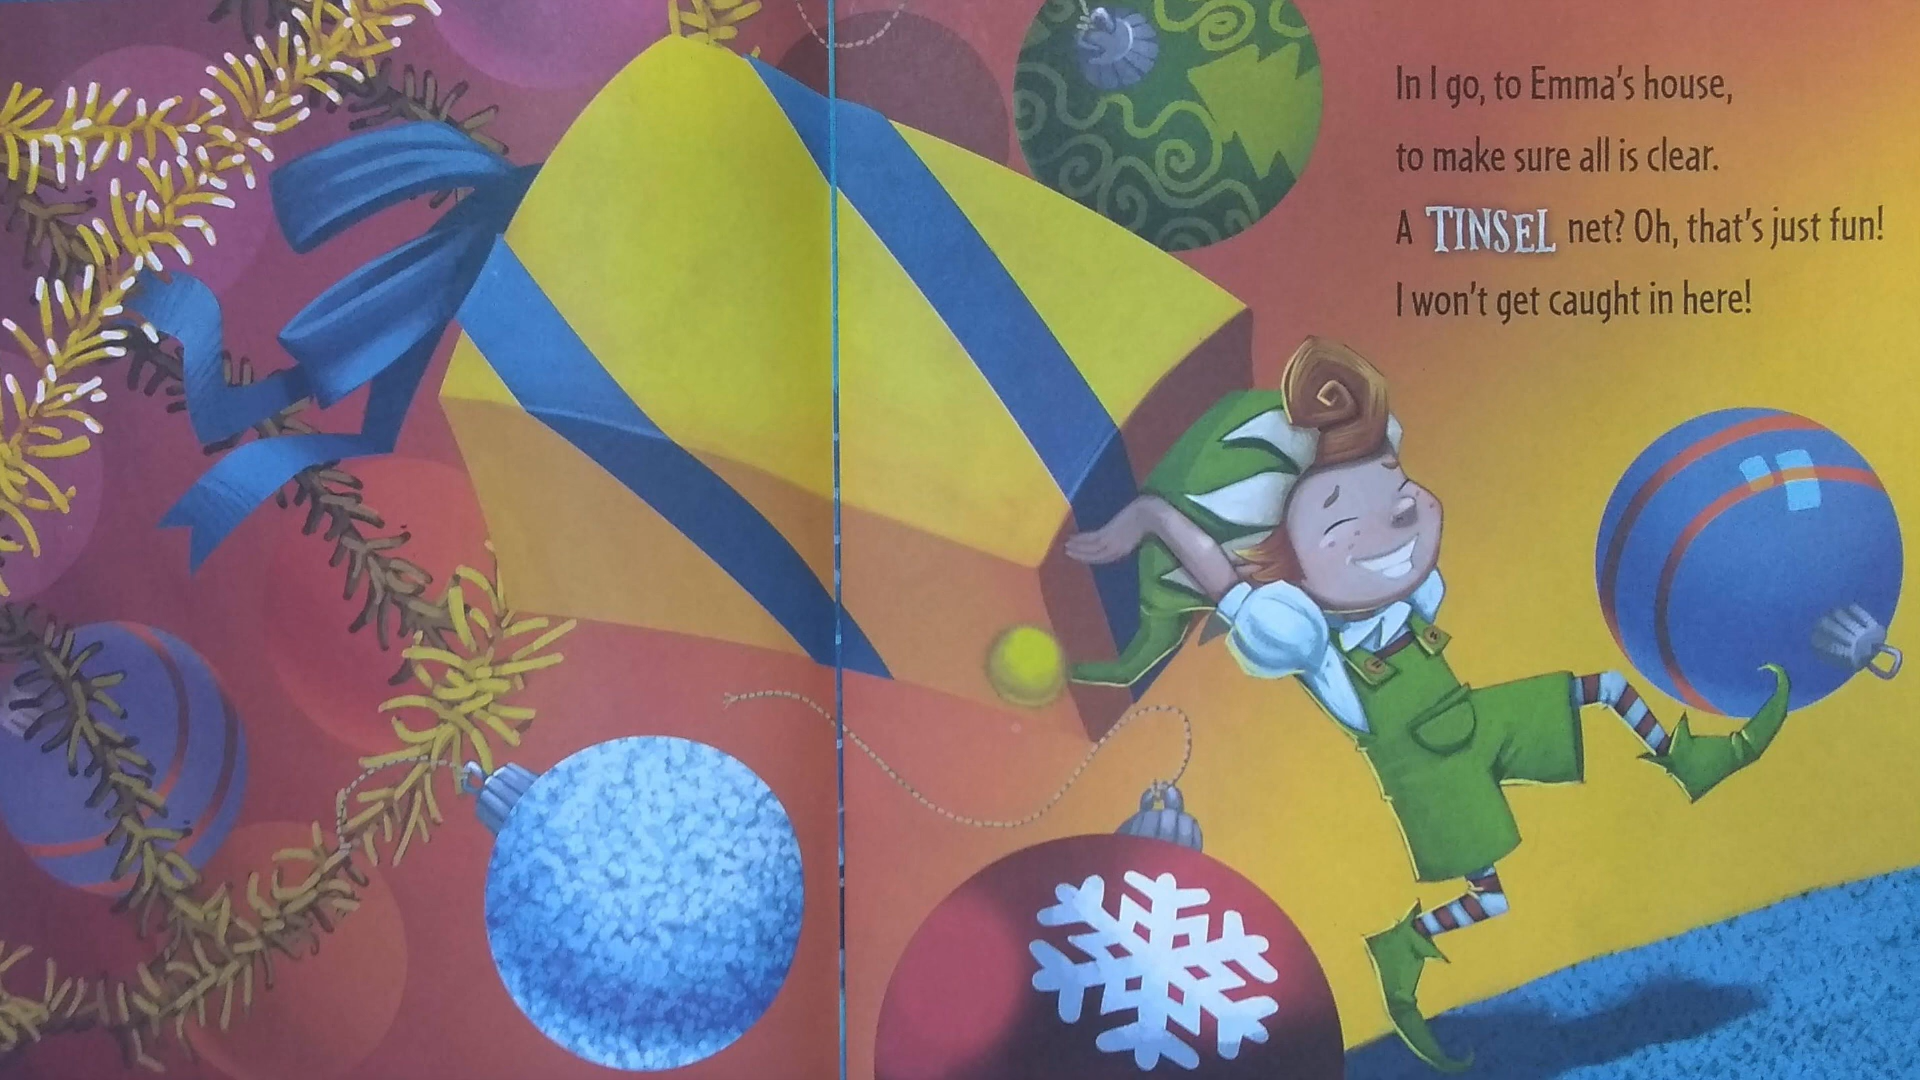 In I go, to Emma's house,
to make sure all is clear.
A TINSEL net? Oh, that's just fun!
I won't get caught in here!